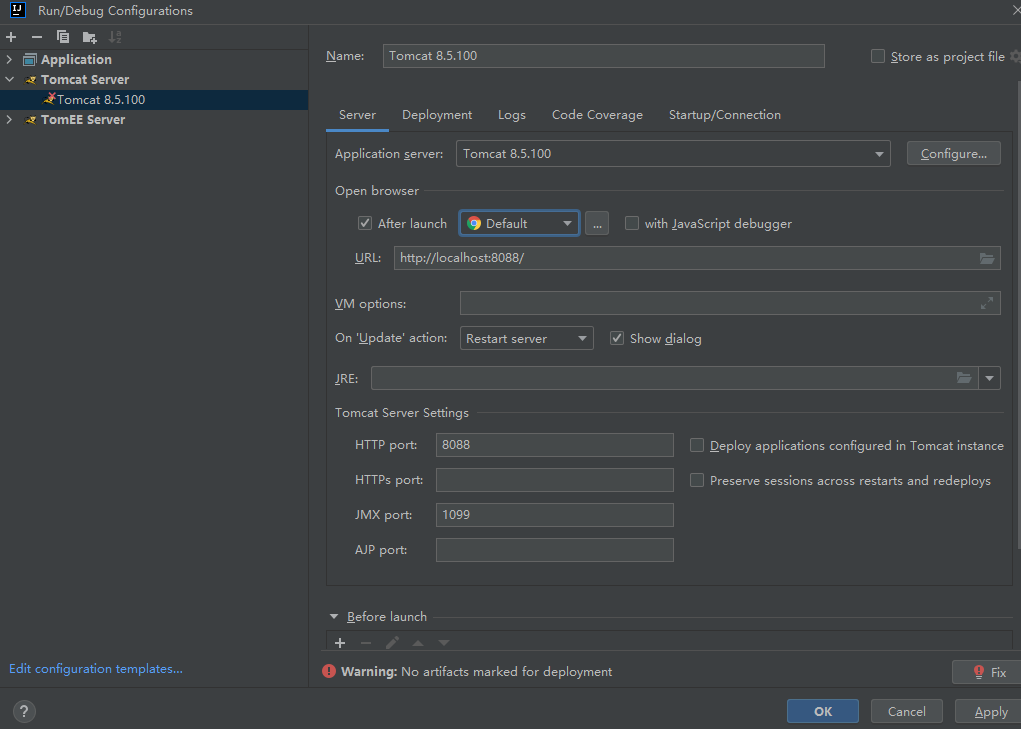 IJ
Run/Debug Configurations
Application
Tomcat Server
Tomcat 8.5.100
TomEE Server
Edit configuration templates...
?
Name: Tomcat 8.5.100 Store as project file
Server Deployment Logs Code Coverage Startup/Connection
Application server: Tomcat 8.5.100 Configure...
Open browser
After launch Default ... with JavaScript debugger
URL: http://localhost:8088/
VM options:
On 'Update' action: Restart server Show dialog
JRE:
Tomcat Server Settings
HTTP port: 8088 Deploy applications configured in Tomcat instance
HTTPs port: Preserve sessions across restarts and redeploys
JMX port: 1099
AJP port:
Before launch
Warning: No artifacts marked for deployment Fix
OK Cancel Apply